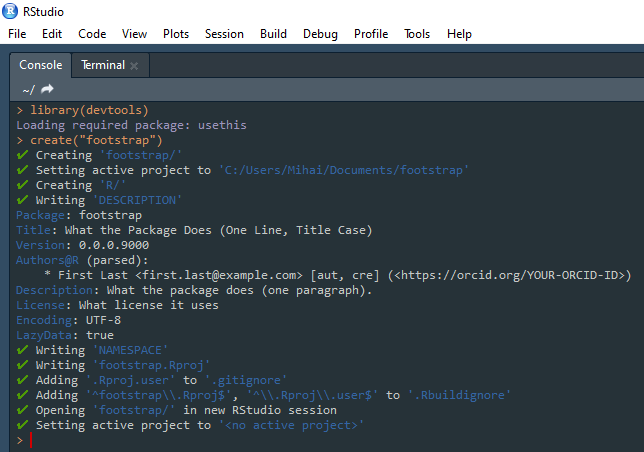 RStudio
File Edit Code View Plots Session Build Debug Profile Tools Help
Console Terminal
~/
> library(devtools)
Loading required package: usethis
> create("footstrap")
✔ Creating 'footstrap/'
✔ Setting active project to 'C:/Users/Mihai/Documents/footstrap'
✔ Creating 'R/'
✔ Writing 'DESCRIPTION'
Package: footstrap
Title: What the Package Does (One Line, Title Case)
Version: 0.0.0.9000
Authors@R (parsed):
    * First Last <first.last@example.com> [aut, cre] (<https://orcid.org/YOUR-ORCID-ID>)
Description: What the package does (one paragraph).
License: What license it uses
Encoding: UTF-8
LazyData: true
✔ Writing 'NAMESPACE'
✔ Writing 'footstrap.Rproj'
✔ Adding '.Rproj.user' to '.gitignore'
✔ Adding '^footstrap\\.Rproj$', '^\\.Rproj\\.user$' to '.Rbuildignore'
✔ Opening 'footstrap/' in new RStudio session
✔ Setting active project to '<no active project>'
>